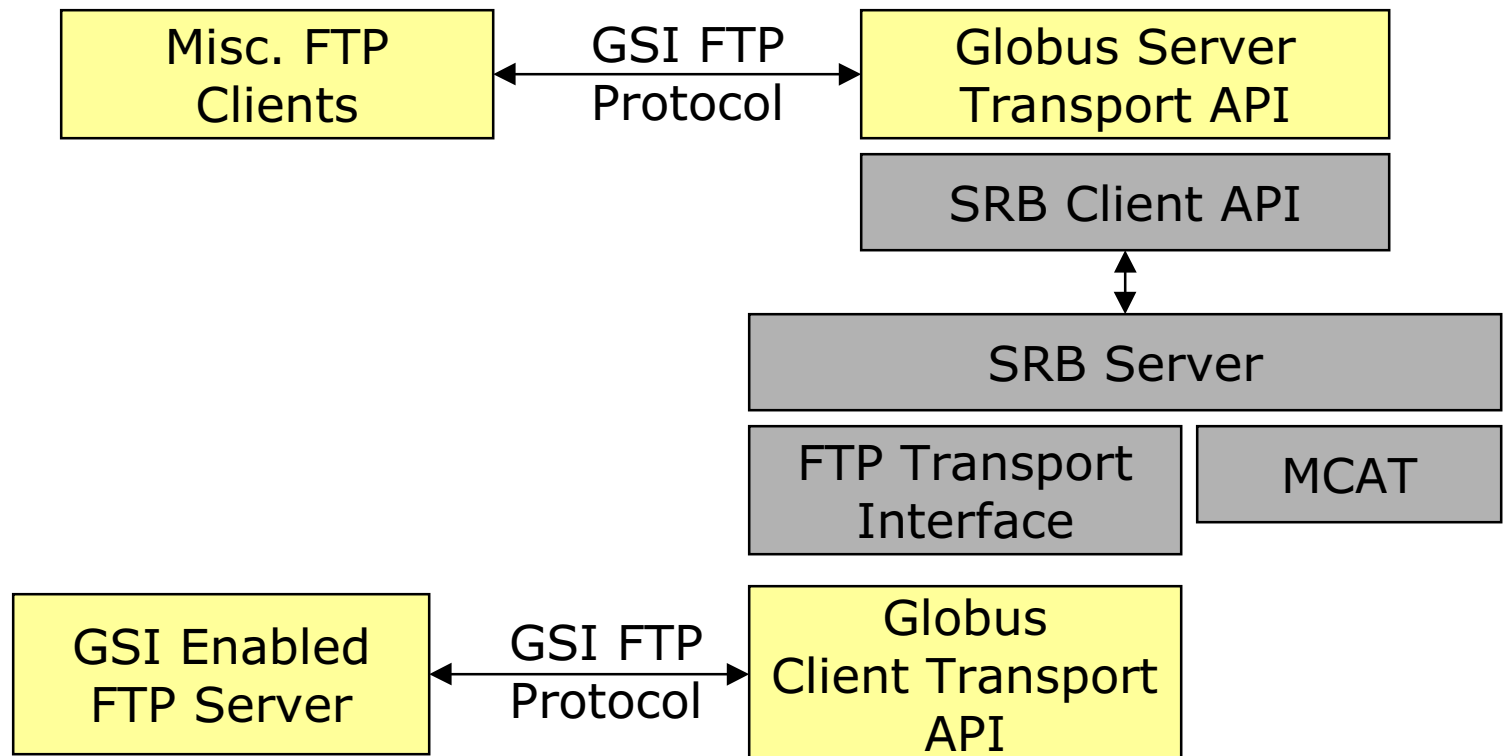 Misc. FTP
Clients
GSI FTP
Protocol
Globus Server
Transport API
SRB Client API
SRB Server
FTP Transport
Interface
MCAT
GSI Enabled
FTP Server
GSI FTP
Protocol
Globus
Client Transport
API